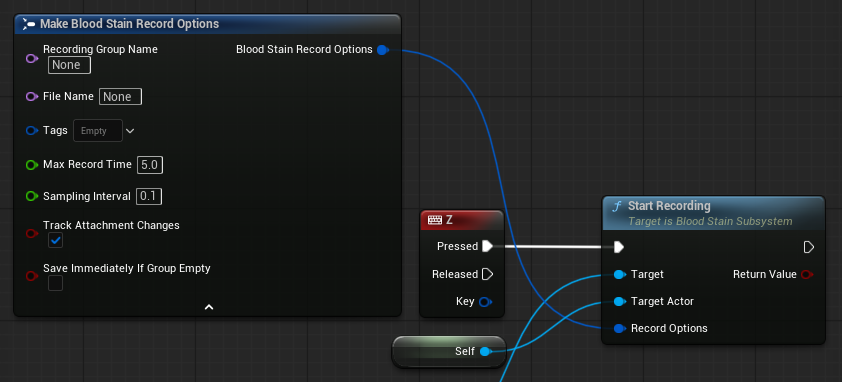 Make Blood Stain Record Options
Recording Group Name
None
Blood Stain Record Options
File Name None
Tags Empty
Max Record Time 5.0
Sampling Interval 0.1
Track Attachment Changes
Save Immediately If Group Empty
Z
Pressed
Released
Key
Self
f Start Recording
Target is Blood Stain Subsystem
Target Return Value
Target Actor
Record Options